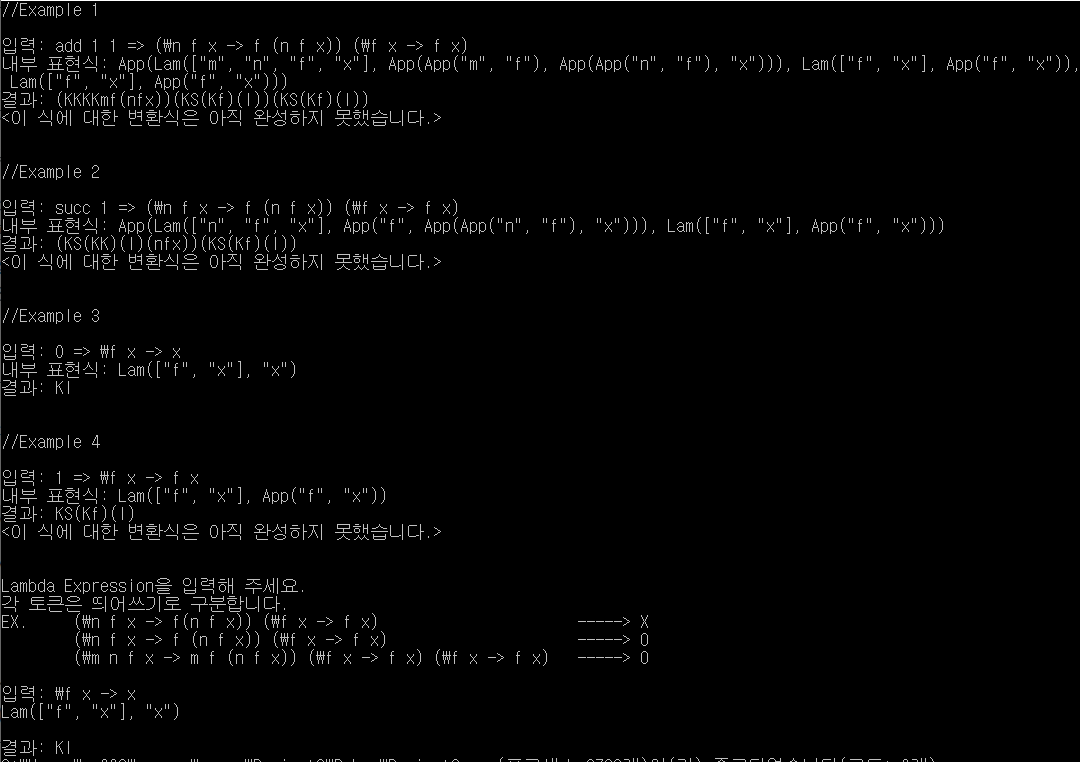 //Example 1
입력: add 1 1 => (₩n f x -> f (n f x)) (₩f x -> f x)
내부 표현식: App(Lam(["m", "n", "f", "x"], App(App("m", "f"), App(App("n", "f"), "x"))), Lam(["f", "x"], App("f", "x")),
Lam(["f", "x"], App("f", "x")))
결과: (KKKKmf(nfx))(KS(Kf)(I))(KS(Kf)(I))
<이 식에 대한 변환식은 아직 완성하지 못했습니다.>
//Example 2
입력: succ 1 => (₩n f x -> f (n f x)) (₩f x -> f x)
내부 표현식: App(Lam(["n", "f", "x"], App("f", App(App("n", "f"), "x"))), Lam(["f", "x"], App("f", "x")))
결과: (KS(KK)(I)(nfx))(KS(Kf)(I))
<이 식에 대한 변환식은 아직 완성하지 못했습니다.>
//Example 3
입력: 0 => ₩f x -> x
내부 표현식: Lam(["f", "x"], "x")
결과: KI
//Example 4
입력: 1 => ₩f x -> f x
내부 표현식: Lam(["f", "x"], App("f", "x"))
결과: KS(Kf)(I)
<이 식에 대한 변환식은 아직 완성하지 못했습니다.>
Lambda Expression을 입력해 주세요.
각 토큰은 띄어쓰기로 구분합니다.
EX. (₩n f x -> f(n f x)) (₩f x -> f x) -----> X
(₩n f x -> f (n f x)) (₩f x -> f x) -----> O
(₩m n f x -> m f (n f x)) (₩f x -> f x) (₩f x -> f x) -----> O
입력: ₩f x -> x
Lam(["f", "x"], "x")
결과: KI